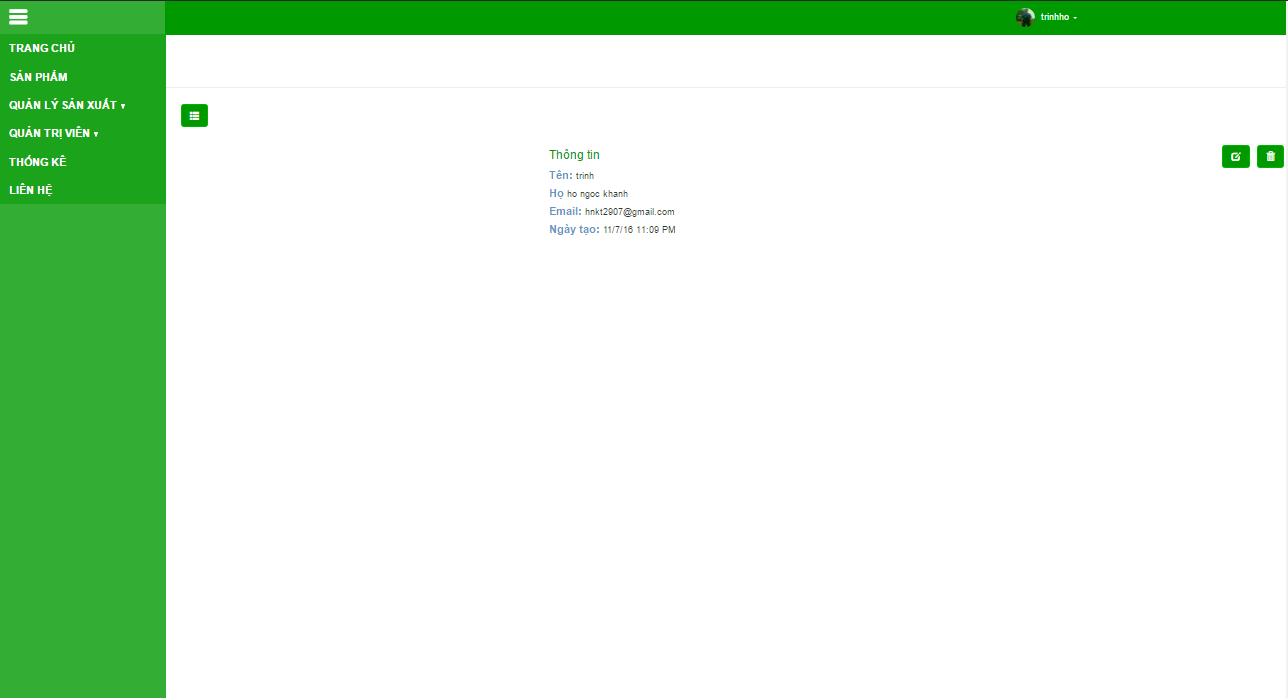 trinhho
TRANG CHỦ
SẢN PHẨM
QUẢN LÝ SẢN XUẤT ▾
QUẢN TRỊ VIÊN ▾
THỐNG KÊ
LIÊN HỆ
Thông tin
Tên: trinh
Họ ho ngoc khanh
Email: hnkt2907@gmail.com
Ngày tạo: 11/7/16 11:09 PM